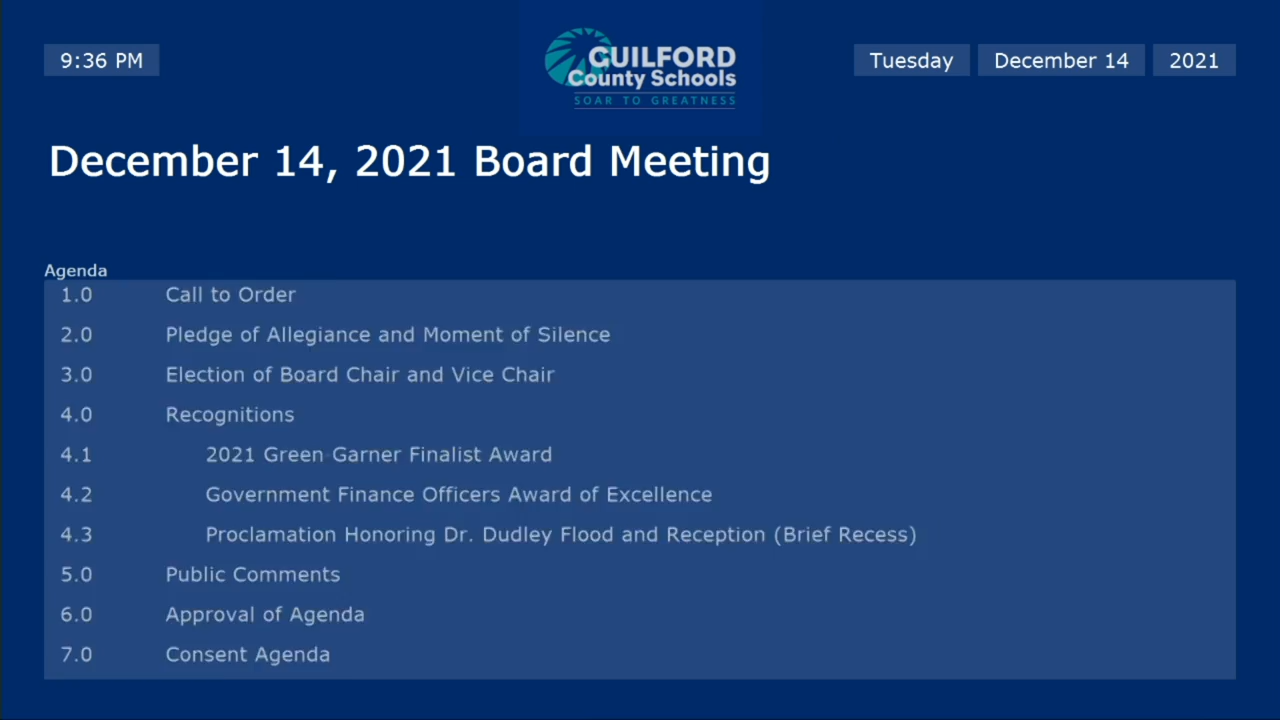 9:36 PM
GUILFORD
County Schools
SOAR TO GREATNESS
Tuesday December 14 2021
December 14, 2021 Board Meeting
Agenda
1.0 Call to Order
2.0 Pledge of Allegiance and Moment of Silence
3.0 Election of Board Chair and Vice Chair
4.0 Recognitions
4.1 2021 Green Garner Finalist Award
4.2 Government Finance Officers Award of Excellence
4.3 Proclamation Honoring Dr. Dudley Flood and Reception (Brief Recess)
5.0 Public Comments
6.0 Approval of Agenda
7.0 Consent Agenda